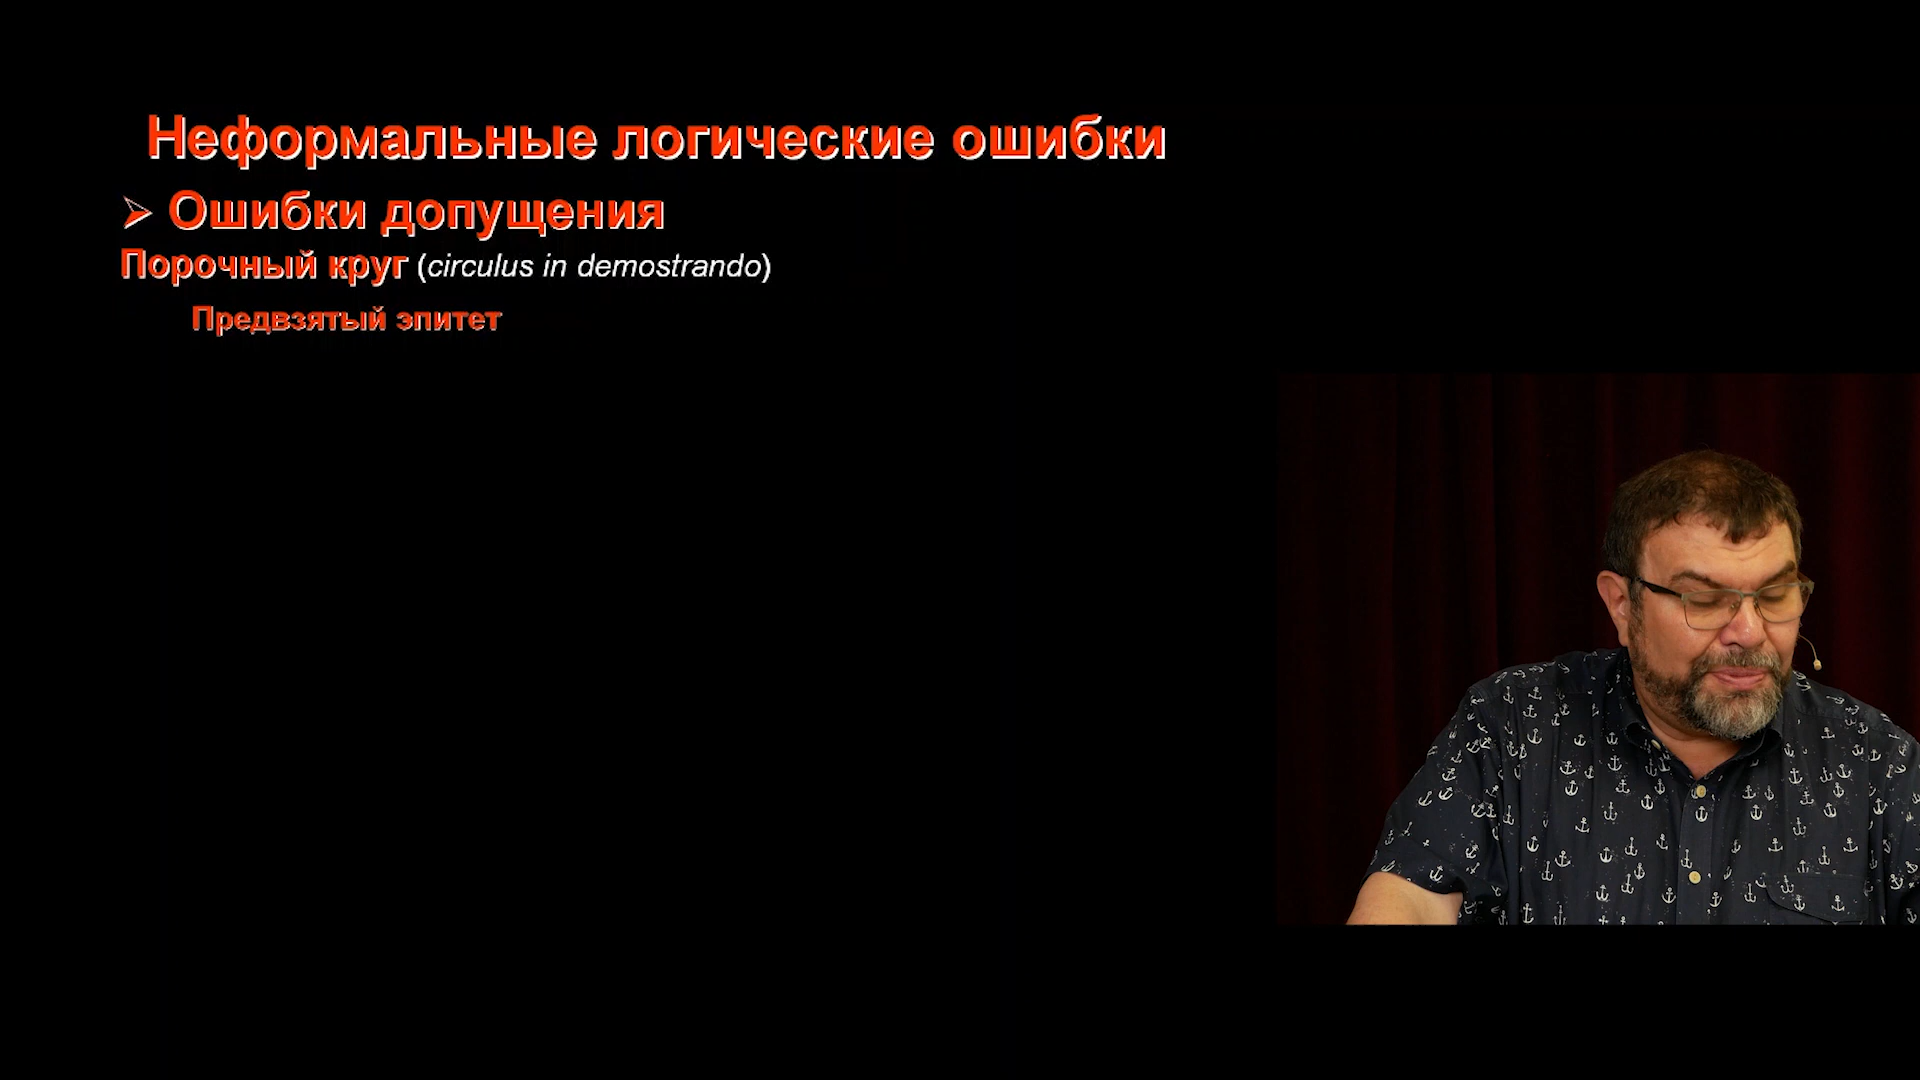 Неформальные логические ошибки
➢ Ошибки допущения
Порочный круг (circulus in demostrando)
Предвзятый эпитет